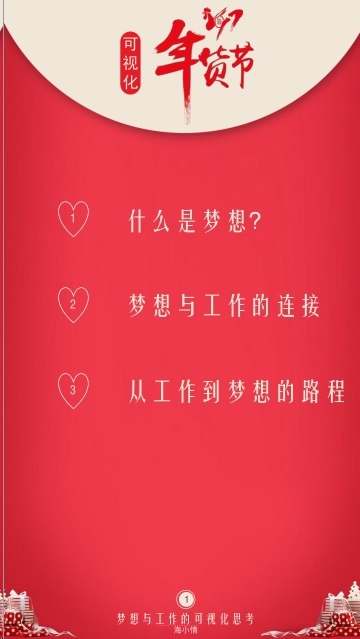 可视化
年货节
1
什么是梦想?
2
梦想与工作的连接
3
从工作到梦想的路程
1
梦想与工作的可视化思考
海小情